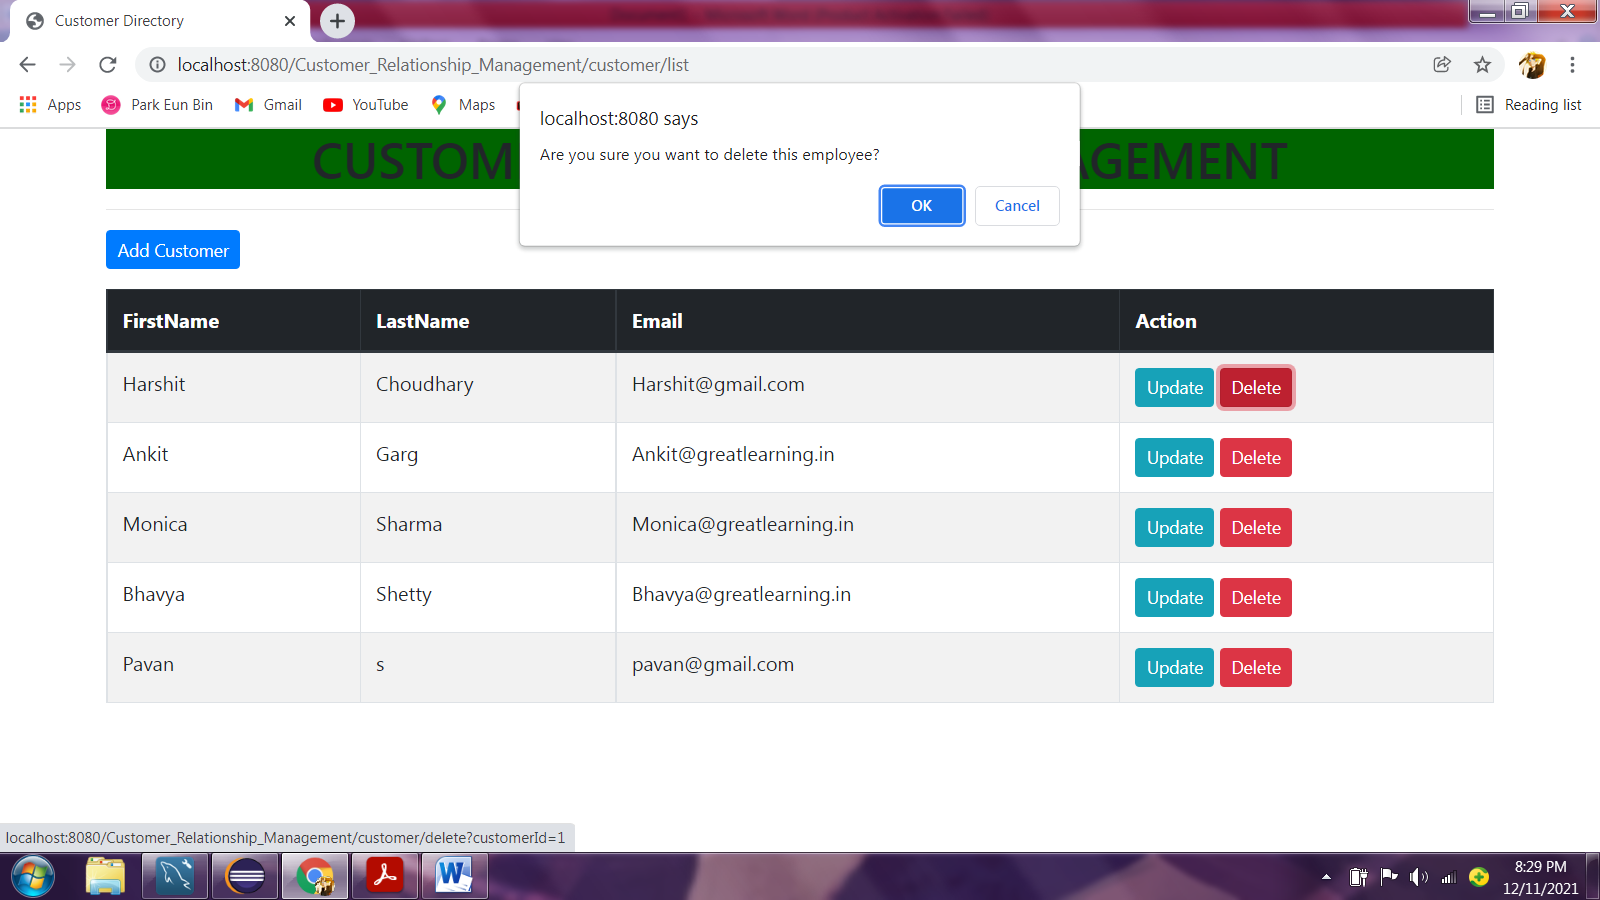 Customer Directory
localhost:8080/Customer_Relationship_Management/customer/list
Apps Park Eun Bin Gmail YouTube Maps Reading list
localhost:8080 says
Are you sure you want to delete this employee?
OK Cancel
CUSTOM AGEMENT
Add Customer
FirstName LastName Email Action
Harshit Choudhary Harshit@gmail.com Update Delete
Ankit Garg Ankit@greatlearning.in Update Delete
Monica Sharma Monica@greatlearning.in Update Delete
Bhavya Shetty Bhavya@greatlearning.in Update Delete
Pavan s pavan@gmail.com Update Delete
localhost:8080/Customer_Relationship_Management/customer/delete?customerId=1
8:29 PM
12/11/2021